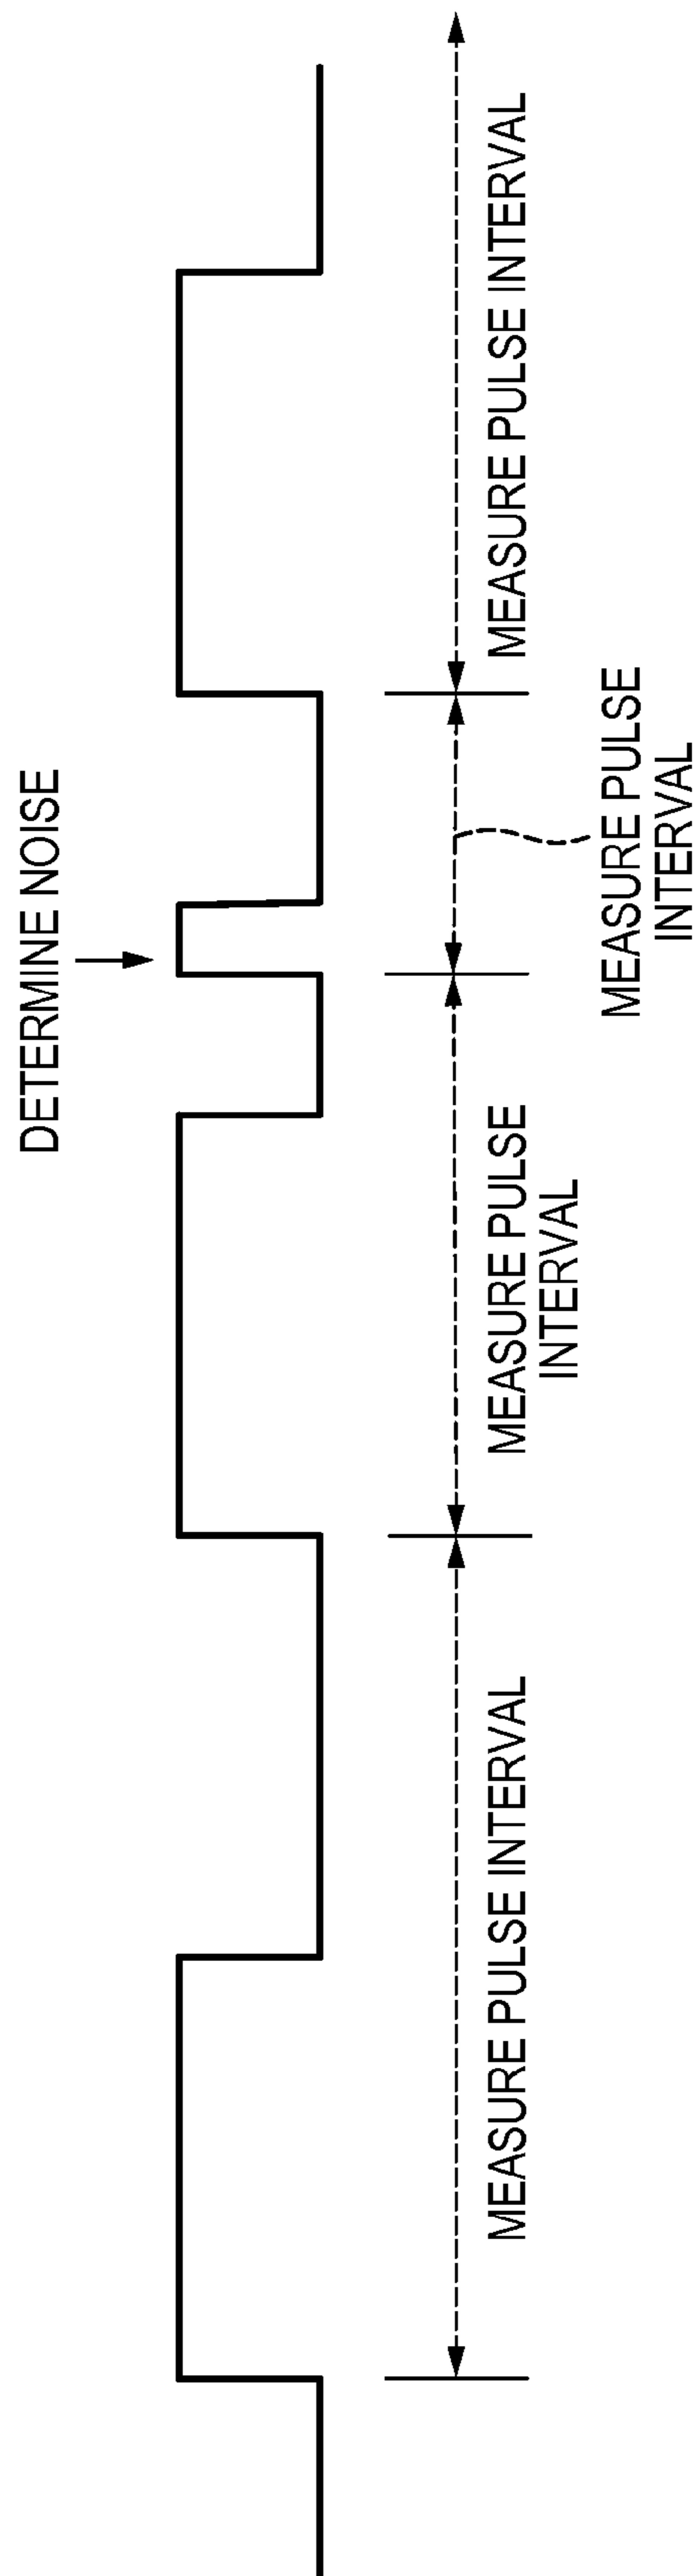 DETERMINE NOISE
MEASURE PULSE INTERVAL
MEASURE PULSE
INTERVAL
MEASURE PULSE INTERVAL
MEASURE PULSE
INTERVAL